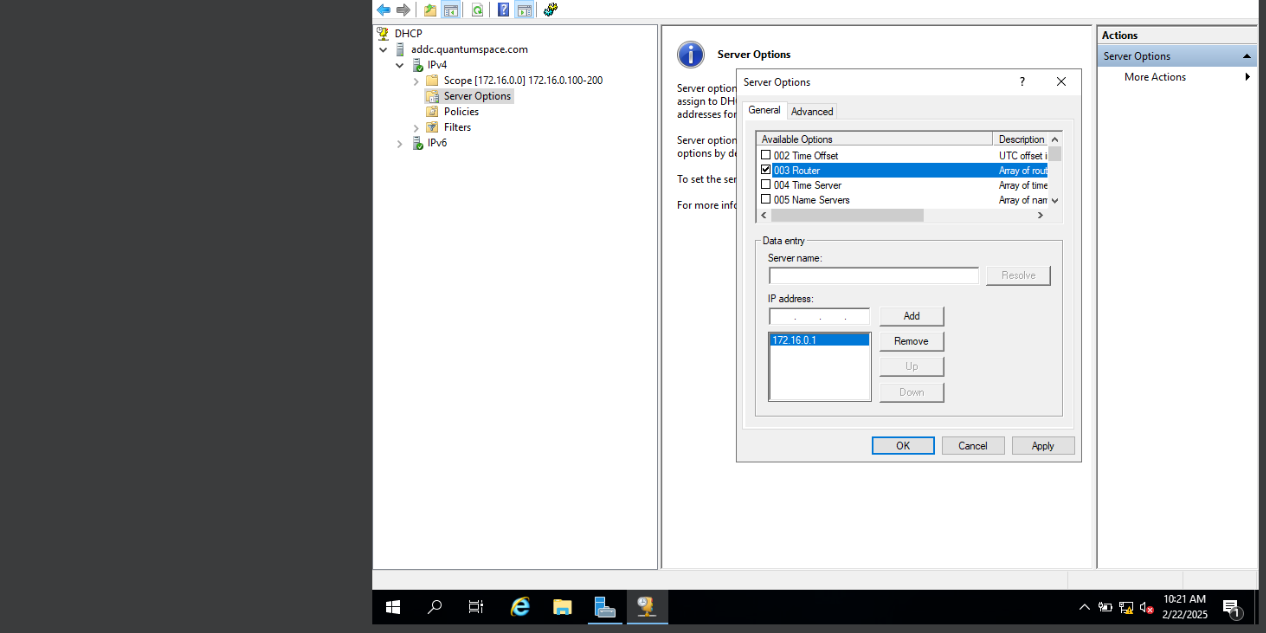 DHCP
addc.quantumspace.com
IPv4
Scope [172.16.0.0] 172.16.0.100-200
Server Options
Policies
Filters
IPv6
Server Options
Server option
assign to DH
addresses for
Server option
options by de
To set the ser
For more info
Server Options
?
General
Advanced
Available Options Description
002 Time Offset UTC offset i
003 Router Array of rout
004 Time Server Array of time
005 Name Servers Array of nam
Data entry
Server name:
Resolve
IP address:
. . .
Add
172.16.0.1
Remove
Up
Down
OK Cancel Apply
Actions
Server Options
More Actions
10:21 AM
2/22/2025
1